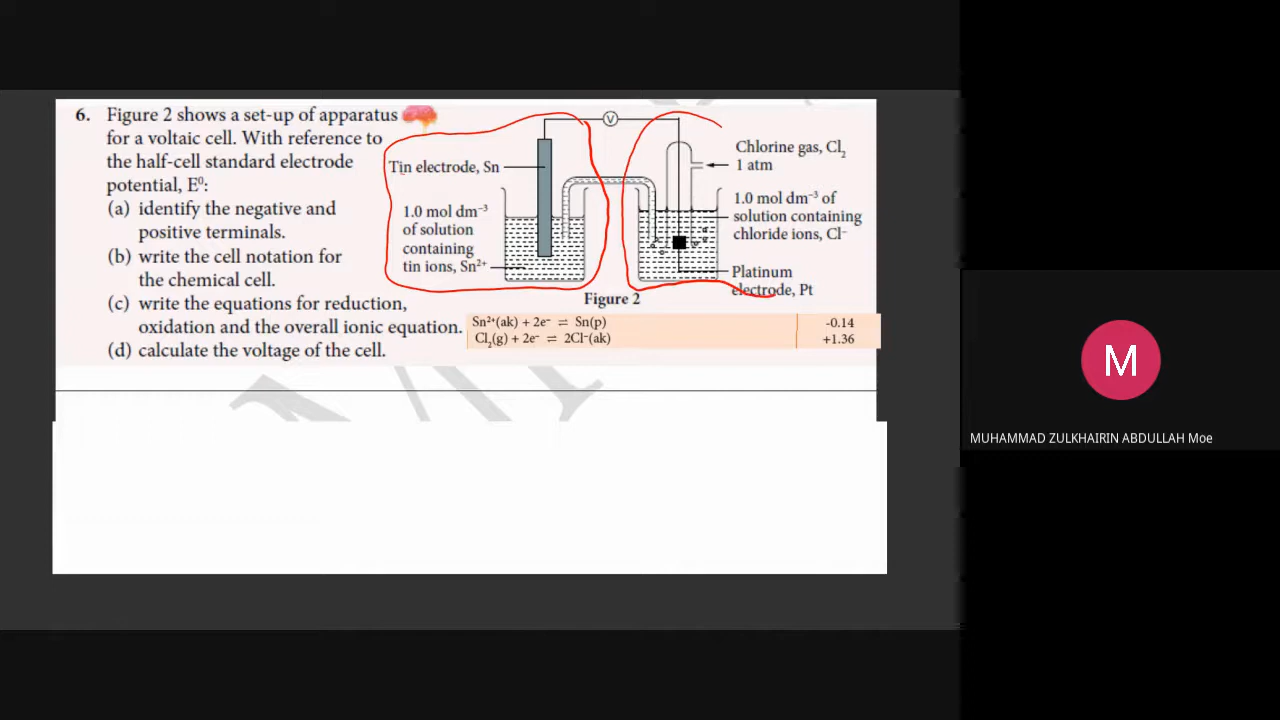 6. Figure 2 shows a set-up of apparatus
for a voltaic cell. With reference to
the half-cell standard electrode
potential, E⁰:
(a) identify the negative and
positive terminals.
(b) write the cell notation for
the chemical cell.
(c) write the equations for reduction,
oxidation and the overall ionic equation.
(d) calculate the voltage of the cell.
V
Tin electrode, Sn
1.0 mol dm⁻³
of solution
containing
tin ions, Sn²⁺
Chlorine gas, Cl₂
1 atm
1.0 mol dm⁻³ of
solution containing
chloride ions, Cl⁻
Platinum
electrode, Pt
Figure 2
Sn²⁺(ak) + 2e⁻ ⇌ Sn(p) -0.14
Cl₂(g) + 2e⁻ ⇌ 2Cl⁻(ak) +1.36
M
MUHAMMAD ZULKHAIRIN ABDULLAH Moe